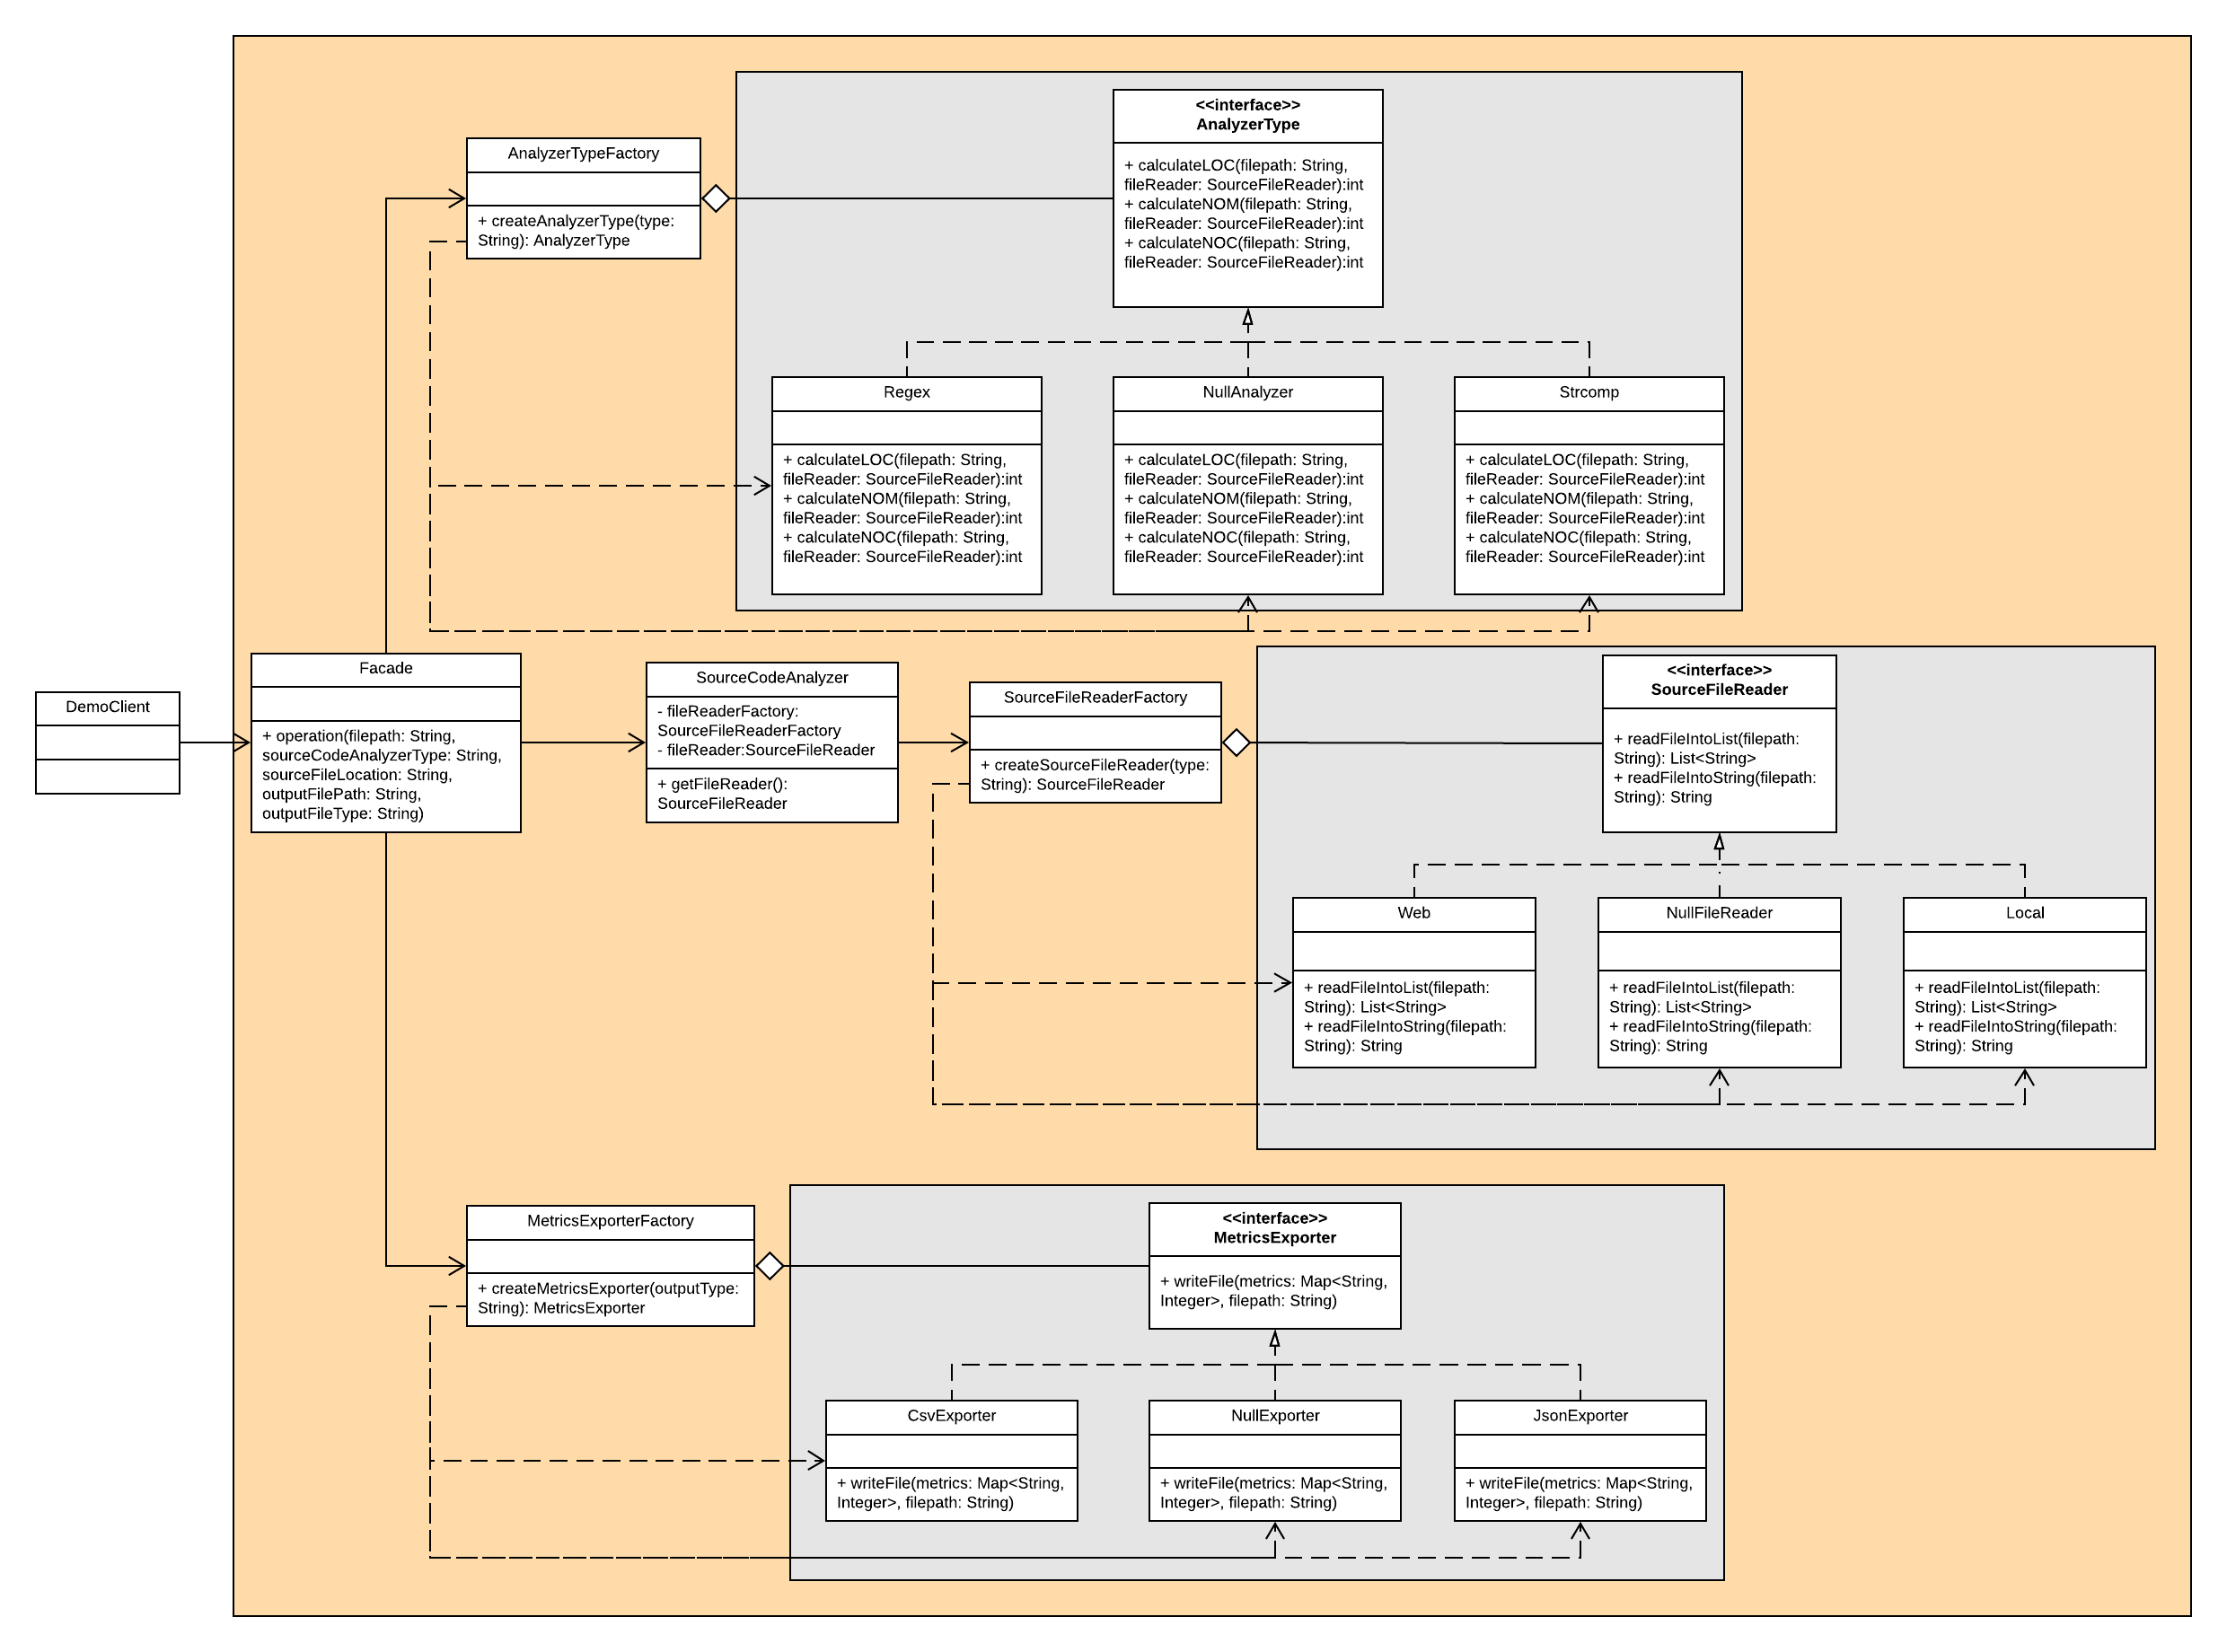 <<interface>>
AnalyzerType
+ calculateLOC(filepath: String,
fileReader: SourceFileReader):int
+ calculateNOM(filepath: String,
fileReader: SourceFileReader):int
+ calculateNOC(filepath: String,
fileReader: SourceFileReader):int
AnalyzerTypeFactory
+ createAnalyzerType(type:
String): AnalyzerType
Regex
+ calculateLOC(filepath: String,
fileReader: SourceFileReader):int
+ calculateNOM(filepath: String,
fileReader: SourceFileReader):int
+ calculateNOC(filepath: String,
fileReader: SourceFileReader):int
NullAnalyzer
+ calculateLOC(filepath: String,
fileReader: SourceFileReader):int
+ calculateNOM(filepath: String,
fileReader: SourceFileReader):int
+ calculateNOC(filepath: String,
fileReader: SourceFileReader):int
Strcomp
+ calculateLOC(filepath: String,
fileReader: SourceFileReader):int
+ calculateNOM(filepath: String,
fileReader: SourceFileReader):int
+ calculateNOC(filepath: String,
fileReader: SourceFileReader):int
DemoClient
Facade
+ operation(filepath: String,
sourceCodeAnalyzerType: String,
sourceFileLocation: String,
outputFilePath: String,
outputFileType: String)
SourceCodeAnalyzer
- fileReaderFactory:
SourceFileReaderFactory
- fileReader:SourceFileReader
+ getFileReader():
SourceFileReader
SourceFileReaderFactory
+ createSourceFileReader(type:
String): SourceFileReader
<<interface>>
SourceFileReader
+ readFileIntoList(filepath:
String): List<String>
+ readFileIntoString(filepath:
String): String
Web
+ readFileIntoList(filepath:
String): List<String>
+ readFileIntoString(filepath:
String): String
NullFileReader
+ readFileIntoList(filepath:
String): List<String>
+ readFileIntoString(filepath:
String): String
Local
+ readFileIntoList(filepath:
String): List<String>
+ readFileIntoString(filepath:
String): String
MetricsExporterFactory
+ createMetricsExporter(outputType:
String): MetricsExporter
<<interface>>
MetricsExporter
+ writeFile(metrics: Map<String,
Integer>, filepath: String)
CsvExporter
+ writeFile(metrics: Map<String,
Integer>, filepath: String)
NullExporter
+ writeFile(metrics: Map<String,
Integer>, filepath: String)
JsonExporter
+ writeFile(metrics: Map<String,
Integer>, filepath: String)